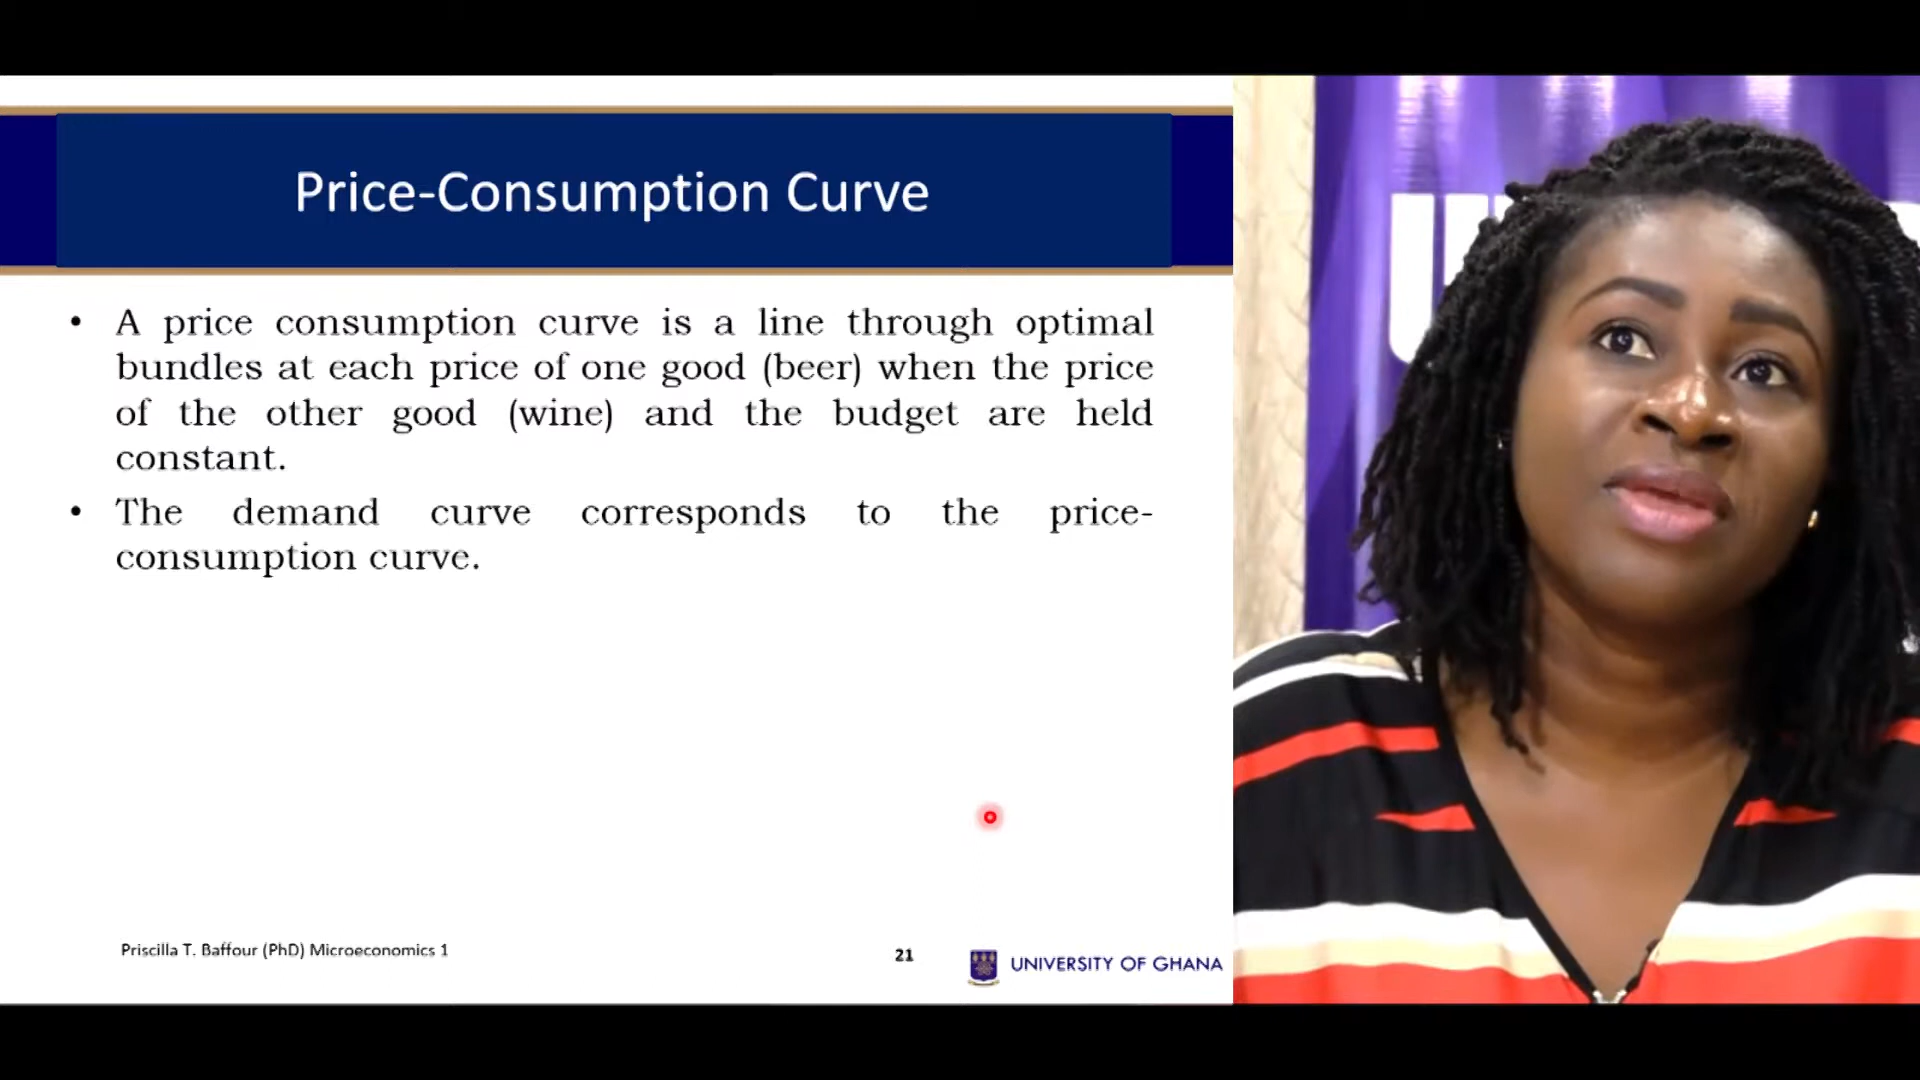 Price-Consumption Curve
• A price consumption curve is a line through optimal
bundles at each price of one good (beer) when the price
of the other good (wine) and the budget are held
constant.
• The demand curve corresponds to the price-
consumption curve.
Priscilla T. Baffour (PhD) Microeconomics 1
21
UNIVERSITY OF GHANA